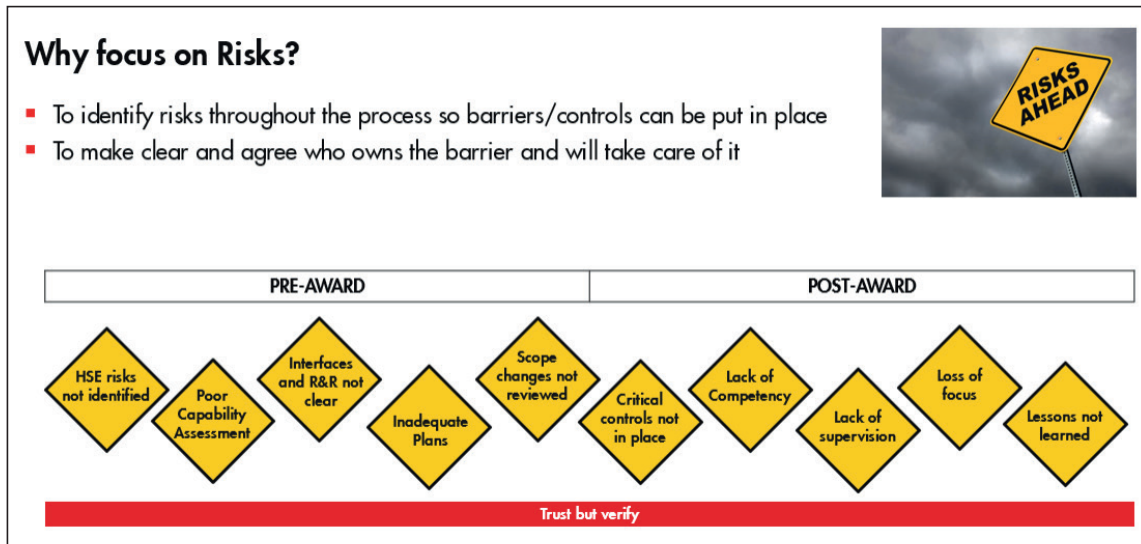 Why focus on Risks?
RISKS
AHEAD
To identify risks throughout the process so barriers/controls can be put in place
To make clear and agree who owns the barrier and will take care of it
PRE-AWARD
POST-AWARD
HSE risks
not identified
Poor
Capability
Assessment
Interfaces
and R&R not
clear
Inadequate
Plans
Scope
changes not
reviewed
Critical
controls not
in place
Lack of
Competency
Lack of
supervision
Loss of
focus
Lessons not
learned
Trust but verify